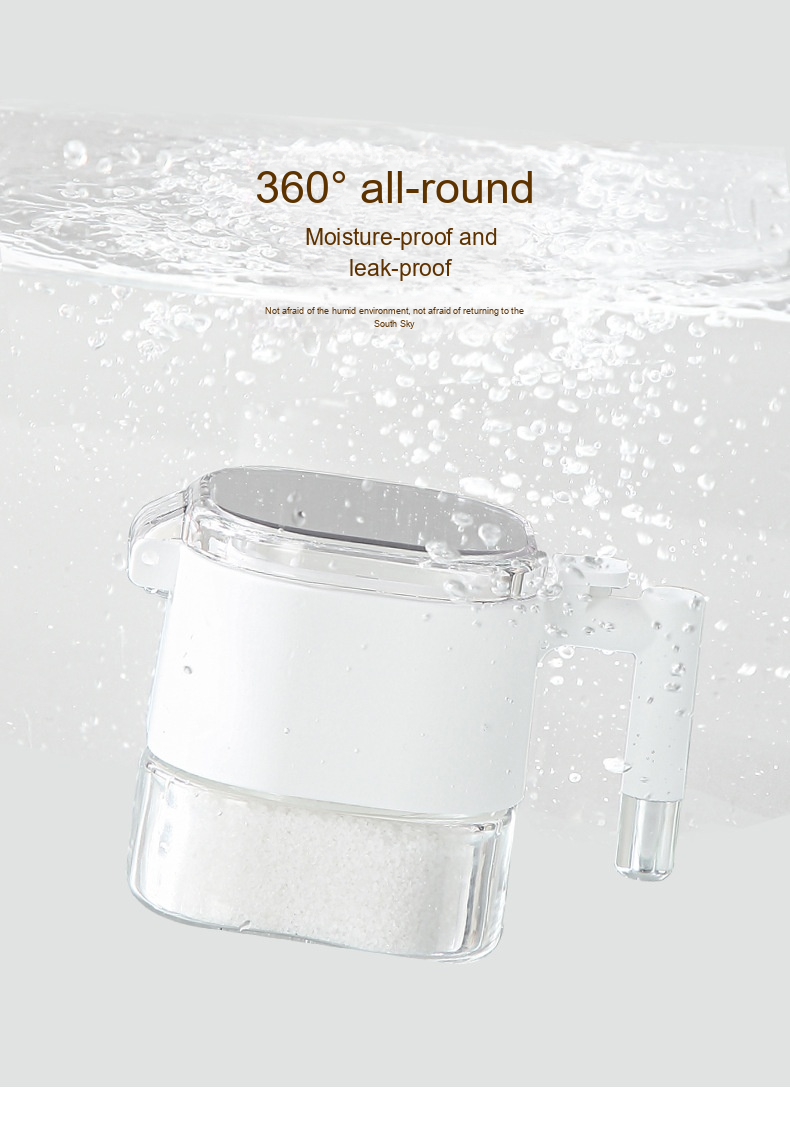 360° all-round
Moisture-proof and
leak-proof
Not afraid of the humid environment, not afraid of returning to the
South Sky